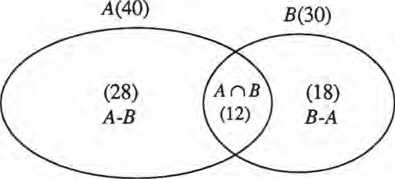 A(40)
B(30)
(28)
A-B
A∩B
(12)
(18)
B-A